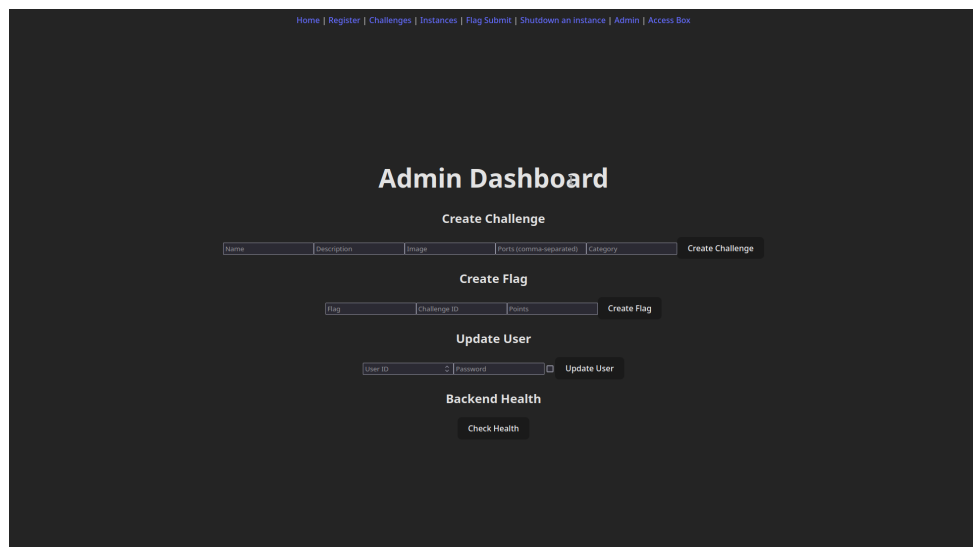 Home | Register | Challenges | Instances | Flag Submit | Shutdown an instance | Admin | Access Box
Admin Dashboard
Create Challenge
Name Description Image Ports (comma-separated) Category Create Challenge
Create Flag
Flag Challenge ID Points Create Flag
Update User
User ID Password Update User
Backend Health
Check Health